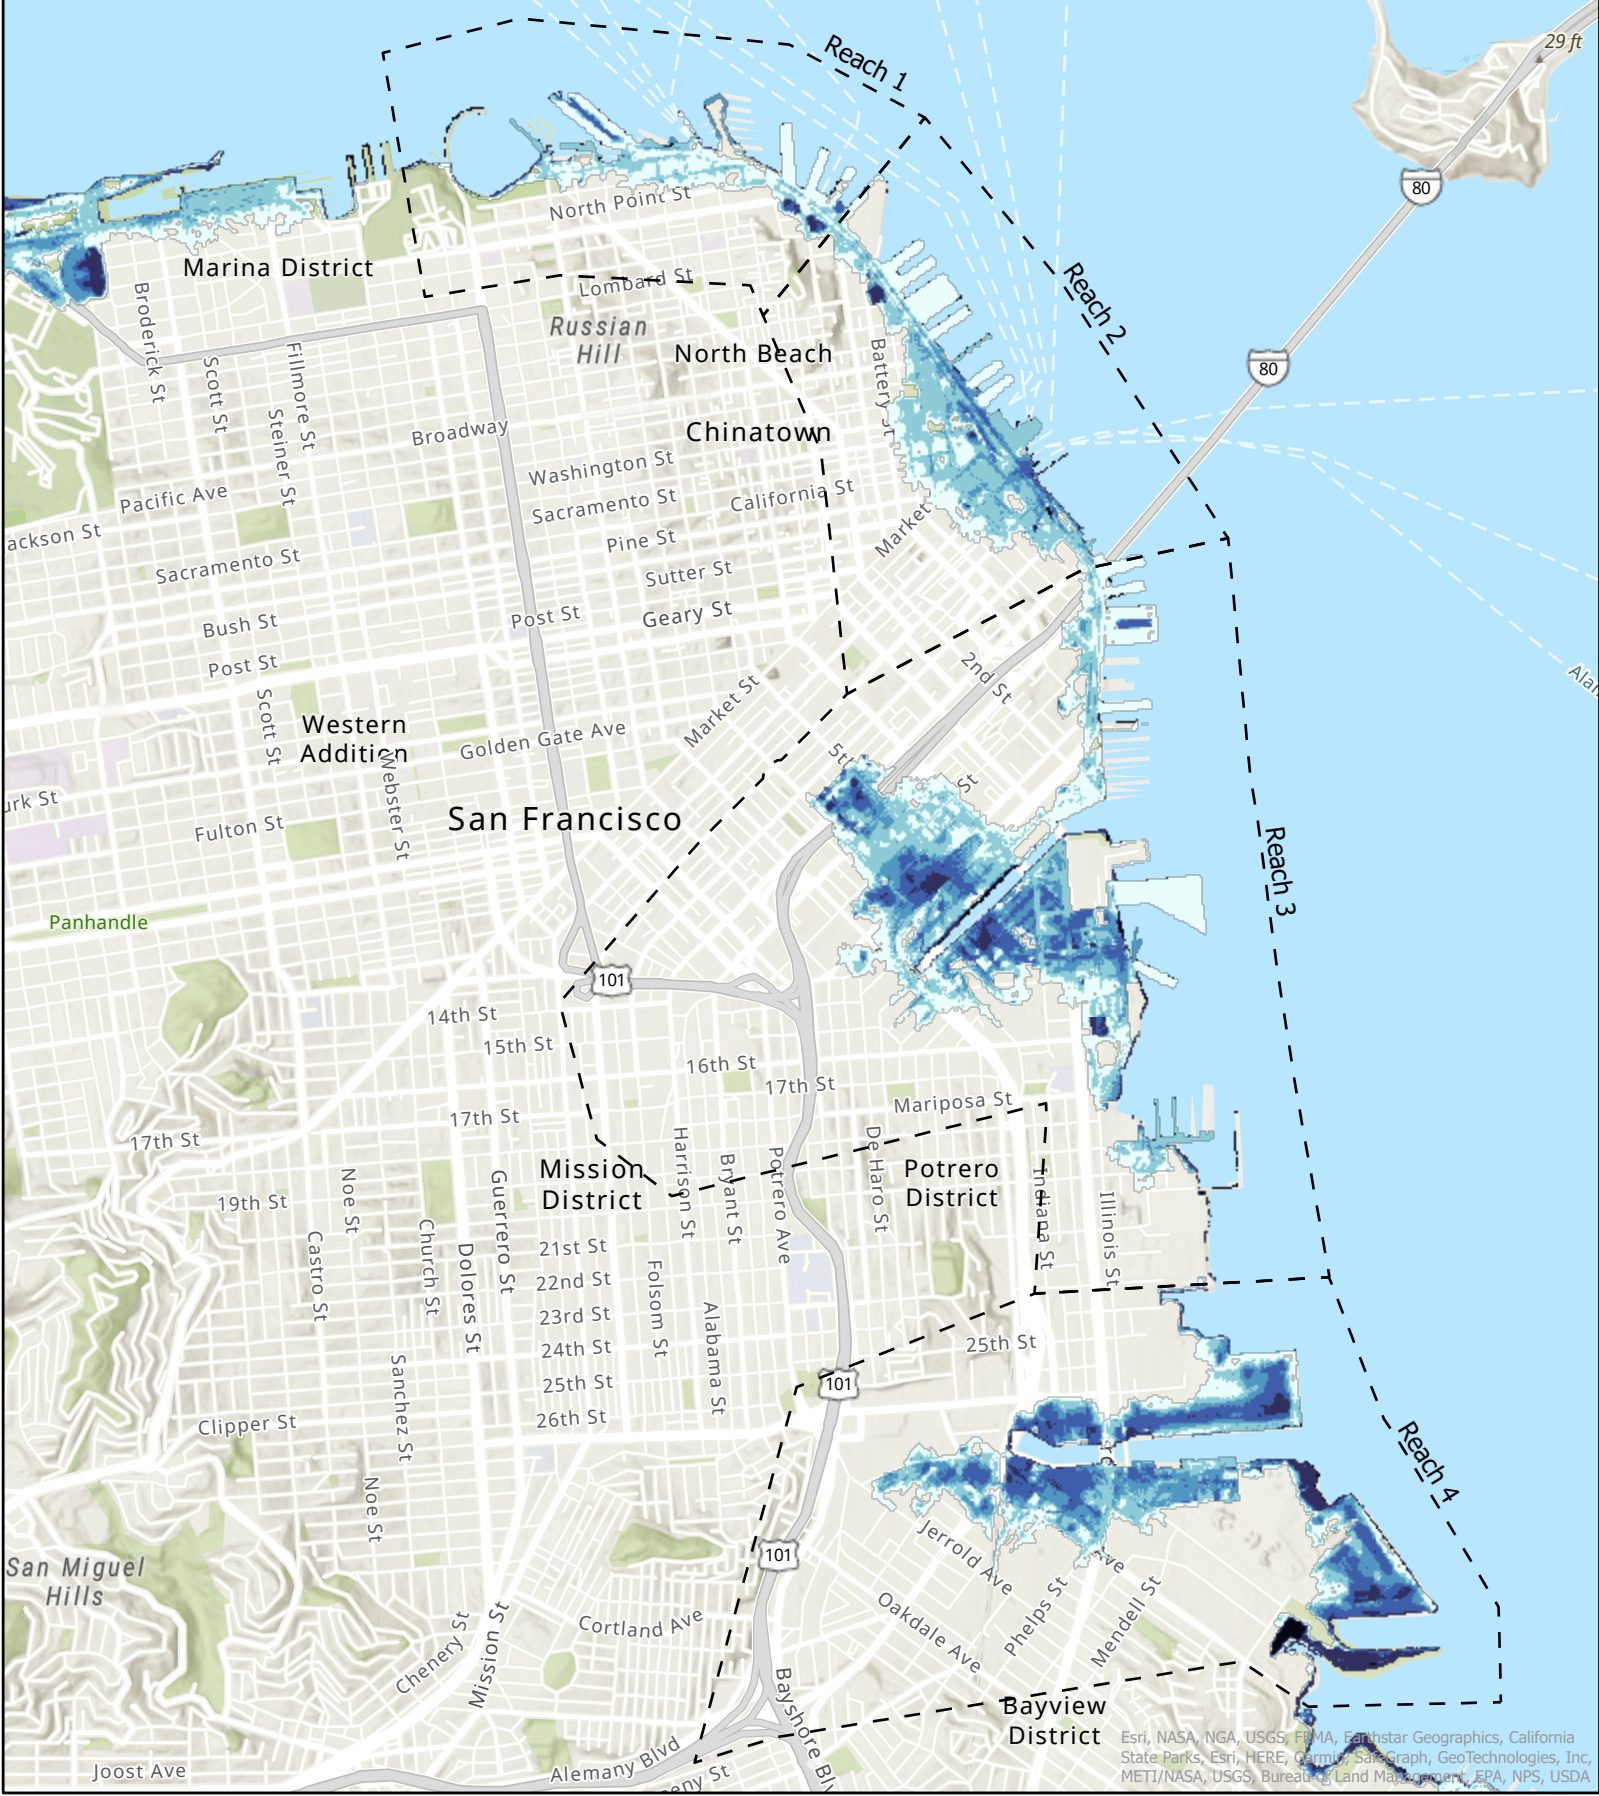 29 ft
Reach 1
80
North Point St
Marina District
Lombard St
Reach 2
Broderick St
Russian
Hill
North Beach
80
Scott St
Fillmore St
Battery St
Steiner St
Broadway
Chinatown
Washington St
Pacific Ave
Sacramento St
California St
Market
ackson St
Pine St
Sacramento St
Sutter St
Post St
Geary St
Bush St
Post St
2nd St
Alan
Scott St
Market St
Western
Addition
Golden Gate Ave
5th
St
Webster St
urk St
Fulton St
San Francisco
Reach 3
Panhandle
101
14th St
15th St
16th St
17th St
Mariposa St
17th St
17th St
Harrison St
Bryant St
Potrero Ave
De Haro St
Mission
District
Potrero
District
Indiana St
Illinois St
Noe St
Guerrero St
19th St
Church St
Castro St
Dolores St
21st St
22nd St
Folsom St
23rd St
Alabama St
24th St
25th St
25th St
101
Sanchez St
26th St
Clipper St
Reach 4
Noe St
Jerrold Ave
Ave
101
San Miguel
Hills
Phelps St
Mendell St
Oakdale Ave
Cortland Ave
Chenery St
Mission St
Bayshore Blv
Bayview
District
Alemany Blvd
Joost Ave
eny St
Esri, NASA, NGA, USGS, FEMA, Earthstar Geographics, California
State Parks, Esri, HERE, Garmin, SafeGraph, GeoTechnologies, Inc,
METI/NASA, USGS, Bureau of Land Management, EPA, NPS, USDA